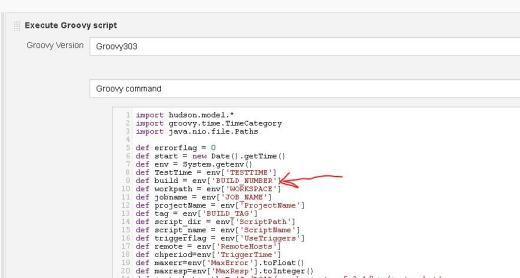 Execute Groovy script
Groovy Version
Groovy303
Groovy command
1 import hudson.model.*
2 import groovy.time.TimeCategory
3 import java.nio.file.Paths
4
5 def errorflag = 0
6 def start = new Date().getTime()
7 def env = System.getenv()
8 def TestTime = env['TESTTIME']
9 def build = env['BUILD_NUMBER']
10 def workpath = env['WORKSPACE']
11 def jobname = env['JOB_NAME']
12 def projectName = env['ProjectName']
13 def tag = env['BUILD_TAG']
14 def script_dir = env['ScriptPath']
15 def script_name = env['ScriptName']
16 def triggerflag = env['UseTriggers']
17 def remote = env['RemoteHosts']
18 def chperiod=env['TriggerTime']
19 def maxerr=env['MaxError'].toFloat()
20 def maxresp=env['MaxResp'].toInteger()